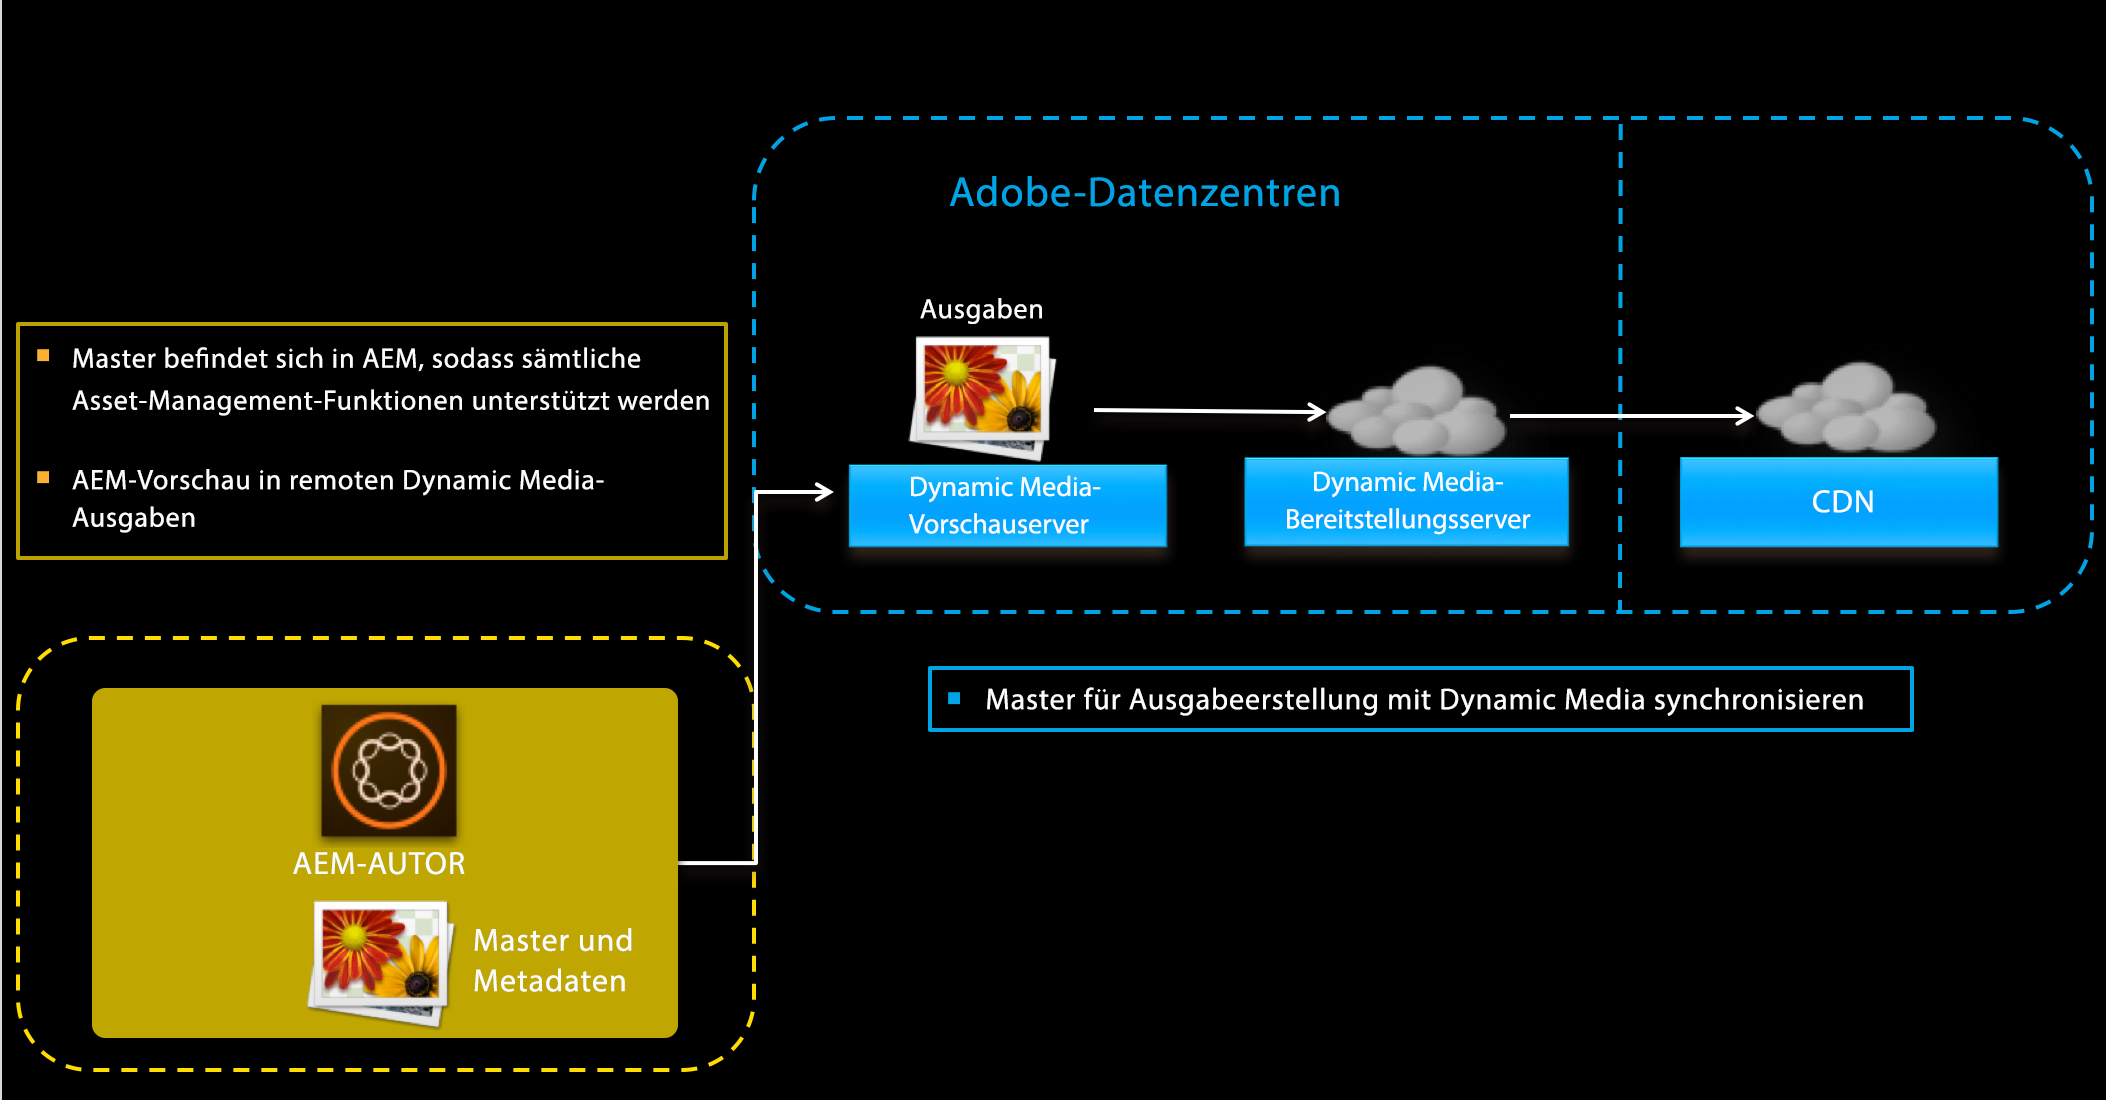 Adobe-Datenzentren
Ausgaben
Master befindet sich in AEM, sodass sämtliche
Asset-Management-Funktionen unterstützt werden
AEM-Vorschau in remoten Dynamic Media-
Ausgaben
Dynamic Media-
Vorschauserver
Dynamic Media-
Bereitstellungsserver
CDN
Master für Ausgabeerstellung mit Dynamic Media synchronisieren
AEM-AUTOR
Master und
Metadaten